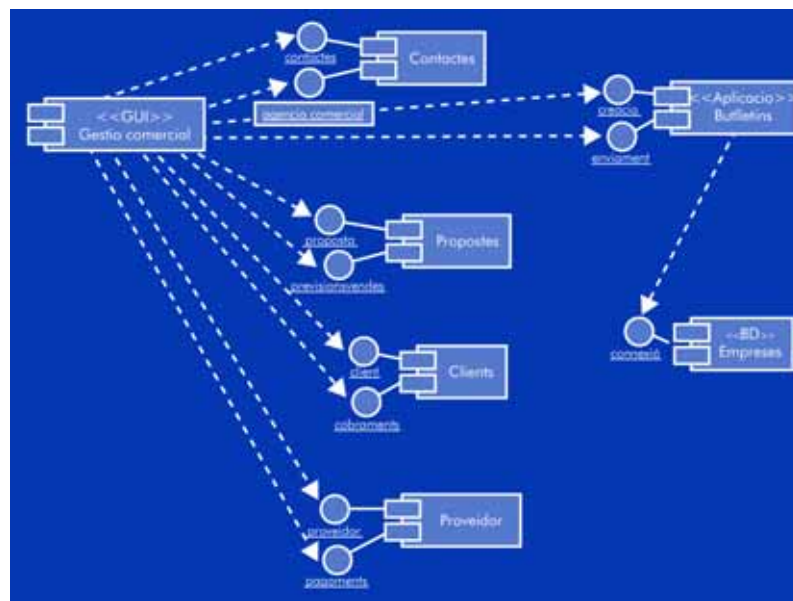 contactes
Contactes
agencia comercial
<<GUI>>
Gestio comercial
creacio
<<Aplicacio>>
Butlletins
enviament
proposta
Propostes
previsionsvendes
connexió
<<BD>>
Empreses
client
Clients
cobraments
proveidor
Proveidor
pagaments